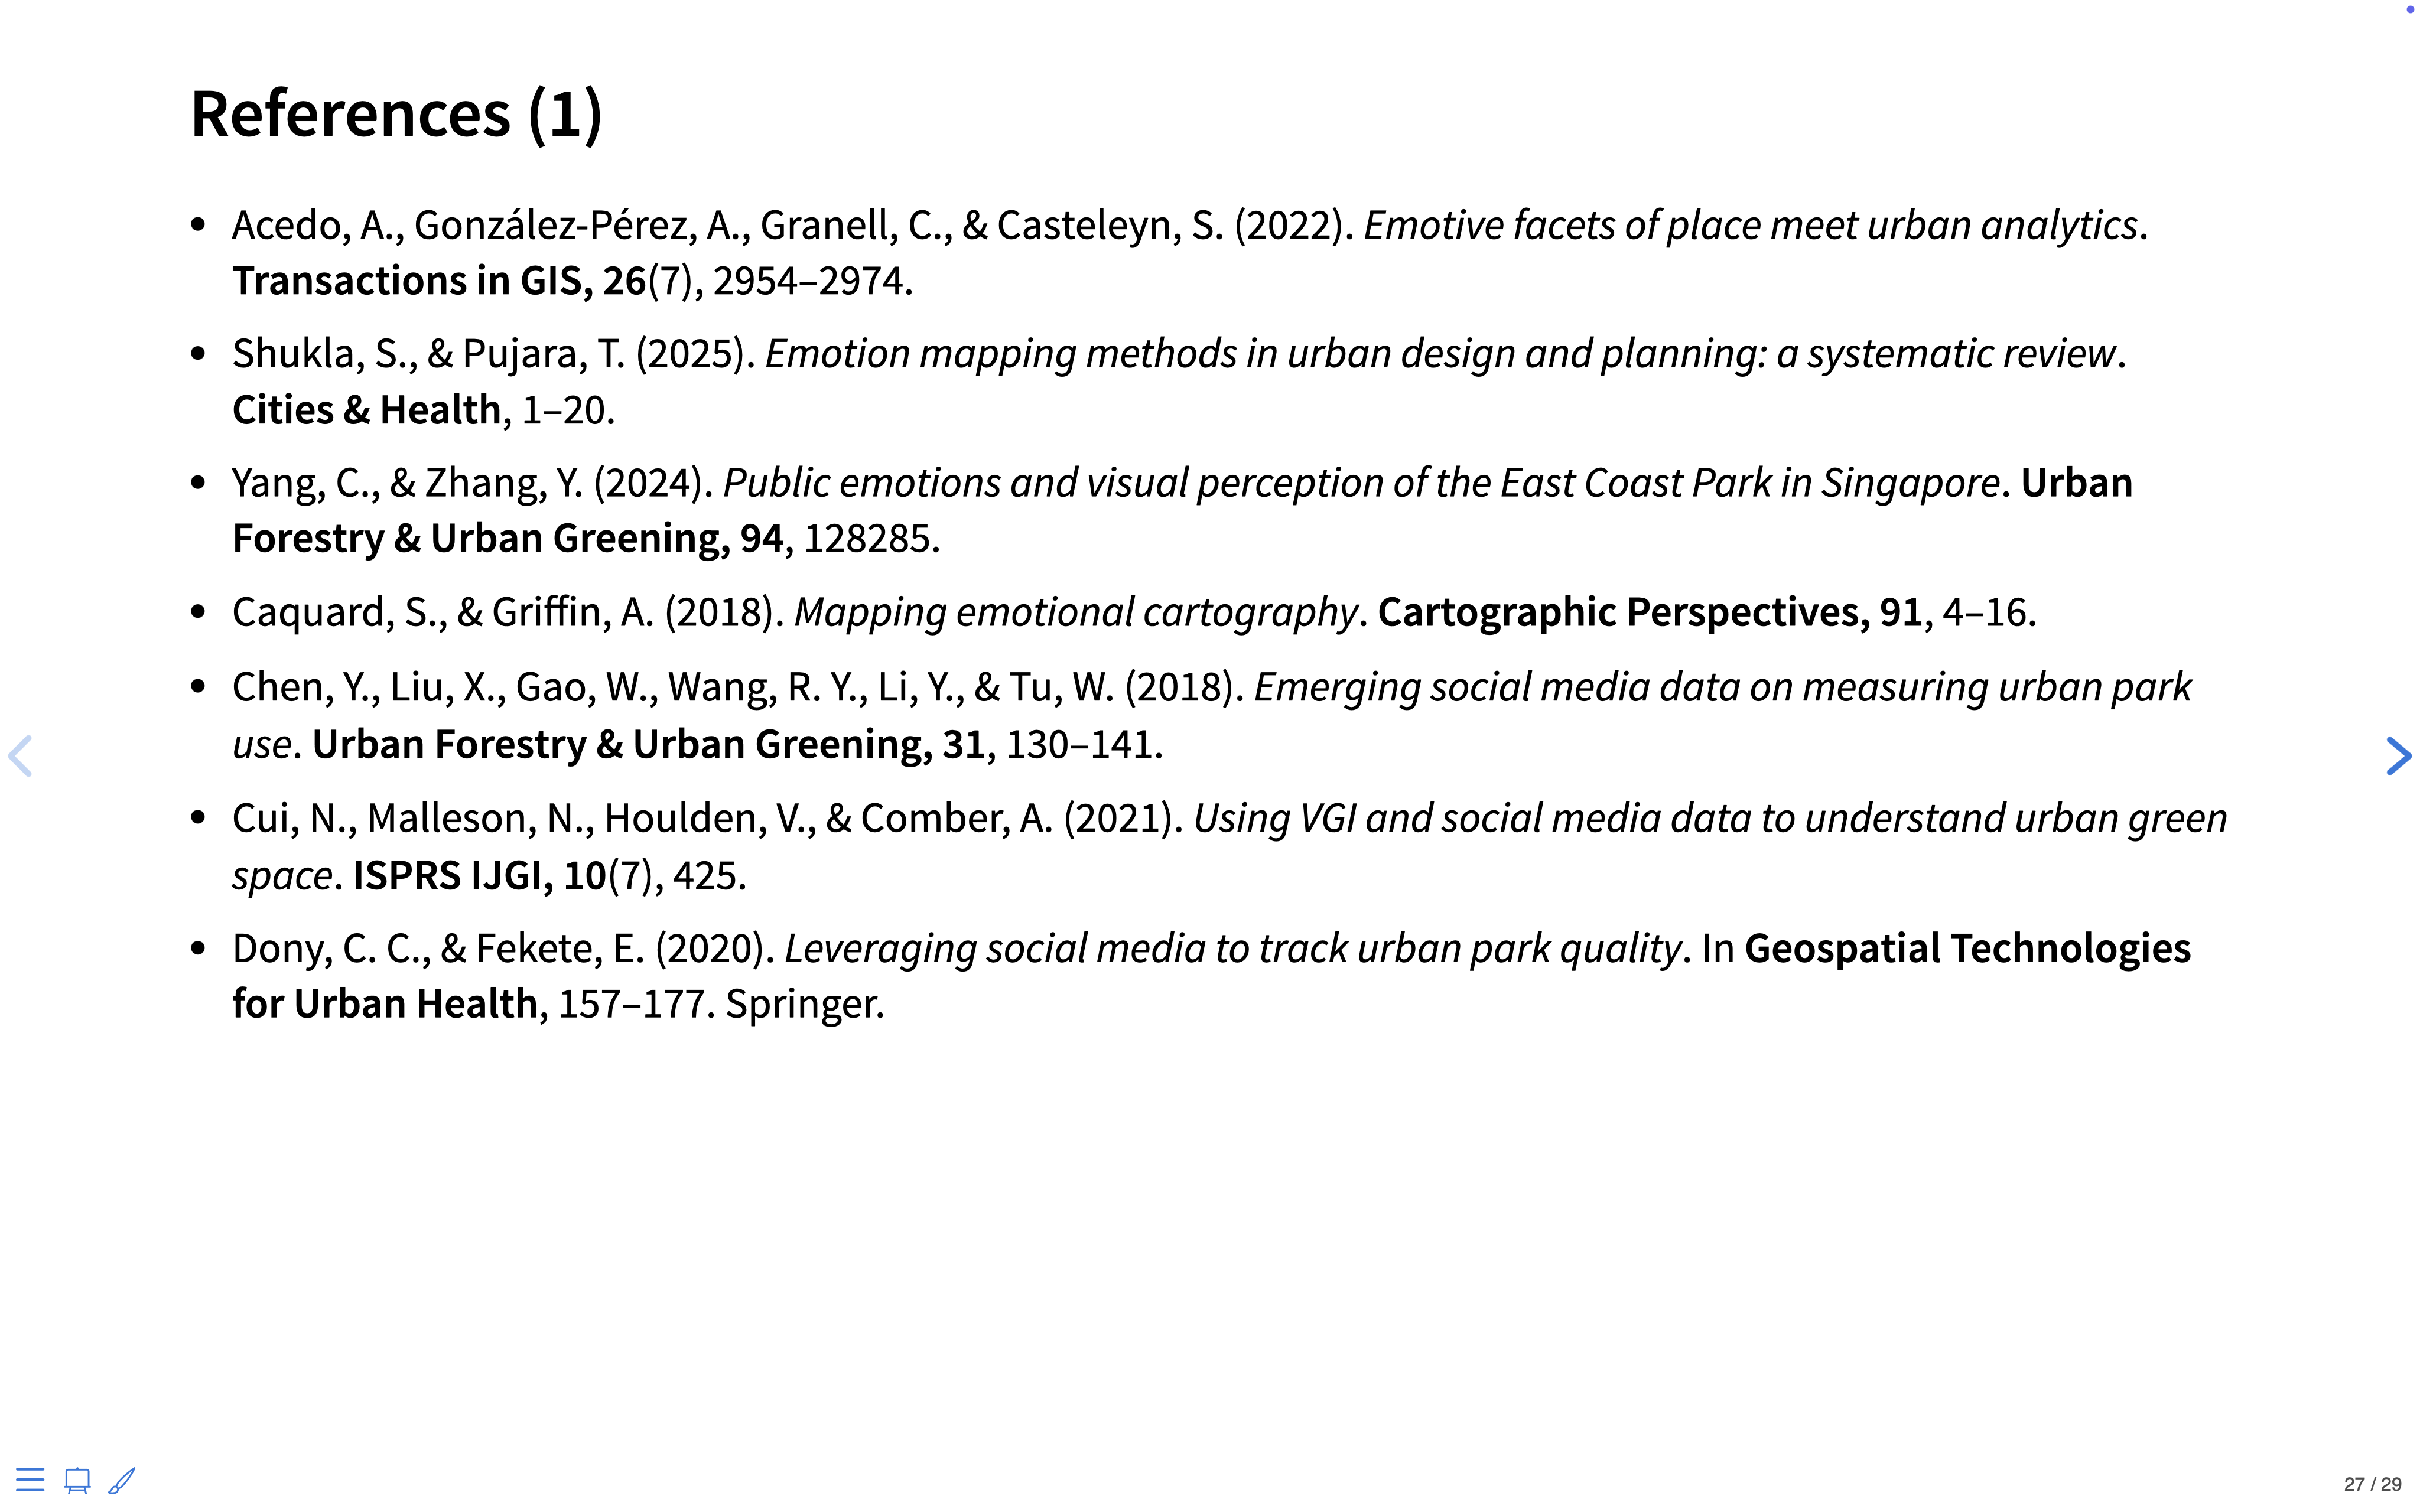 References (1)
• Acedo, A., González-Pérez, A., Granell, C., & Casteleyn, S. (2022). Emotive facets of place meet urban analytics.
Transactions in GIS, 26(7), 2954–2974.
• Shukla, S., & Pujara, T. (2025). Emotion mapping methods in urban design and planning: a systematic review.
Cities & Health, 1–20.
• Yang, C., & Zhang, Y. (2024). Public emotions and visual perception of the East Coast Park in Singapore. Urban
Forestry & Urban Greening, 94, 128285.
• Caquard, S., & Griffin, A. (2018). Mapping emotional cartography. Cartographic Perspectives, 91, 4–16.
• Chen, Y., Liu, X., Gao, W., Wang, R. Y., Li, Y., & Tu, W. (2018). Emerging social media data on measuring urban park
use. Urban Forestry & Urban Greening, 31, 130–141.
• Cui, N., Malleson, N., Houlden, V., & Comber, A. (2021). Using VGI and social media data to understand urban green
space. ISPRS IJGI, 10(7), 425.
• Dony, C. C., & Fekete, E. (2020). Leveraging social media to track urban park quality. In Geospatial Technologies
for Urban Health, 157–177. Springer.
27 / 29